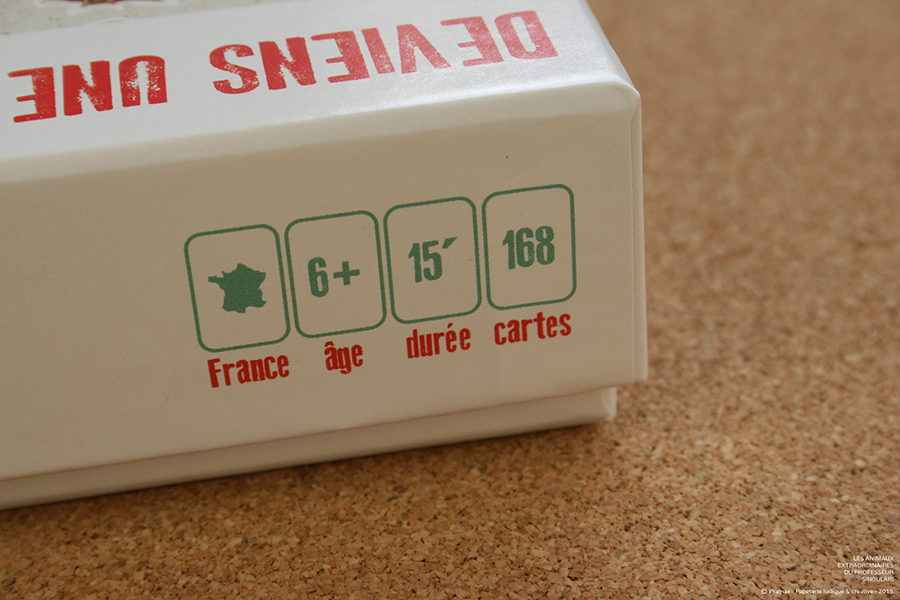 DEVIENS UNE
6+
15′
168
France
âge
durée
cartes
LES ANIMAUX
EXTRAORDINAIRES
DU PROFESSEUR
SINGULARI
Papeterie ludique & créative - 2015